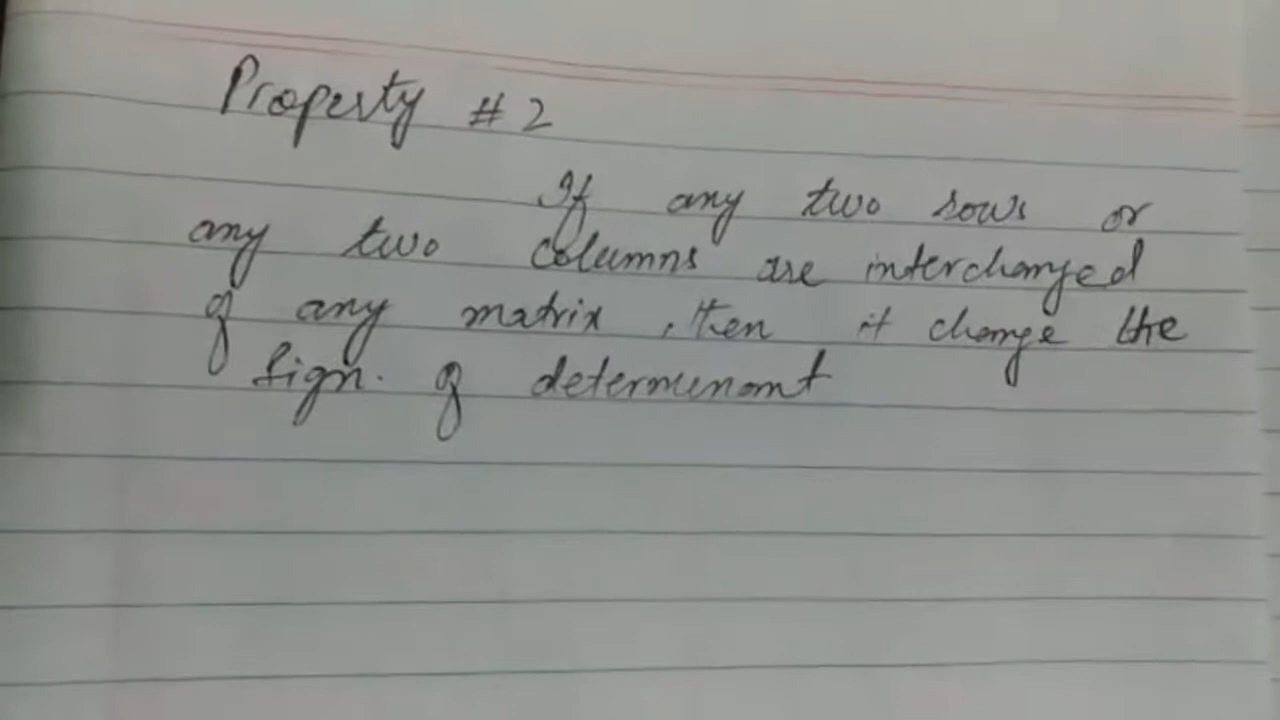 Property # 2
If any two rows or
any two columns are interchanged
of any matrix, then it change the
Sign. of determenant